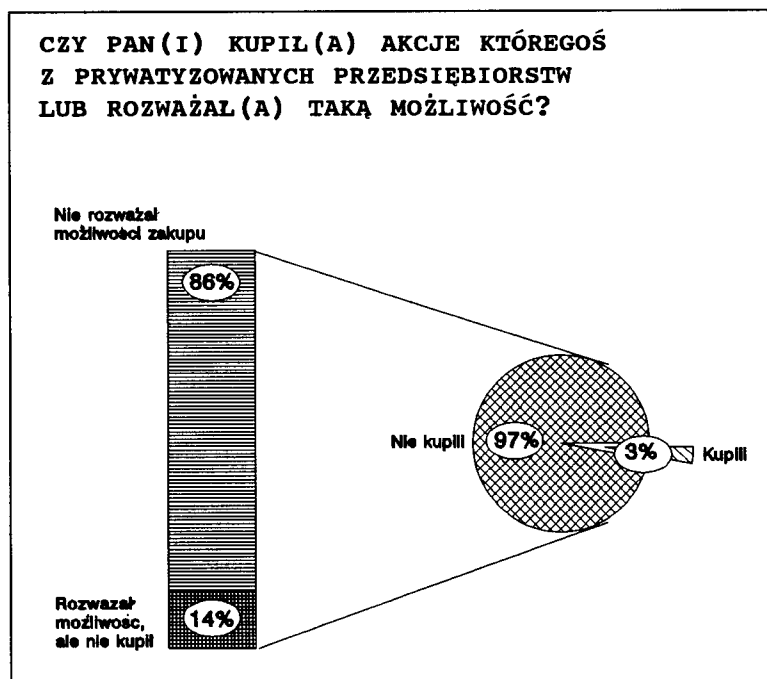 CZY PAN(I) KUPIŁ(A) AKCJE KTÓREGOŚ
Z PRYWATYZOWANYCH PRZEDSIĘBIORSTW
LUB ROZWAŻAŁ(A) TAKĄ MOŻLIWOŚĆ?
Nie rozważał
możliwości zakupu
86%
Nie kupili
97%
3%
Kupili
Rozważał
możliwośc,
ale nie kupił
14%